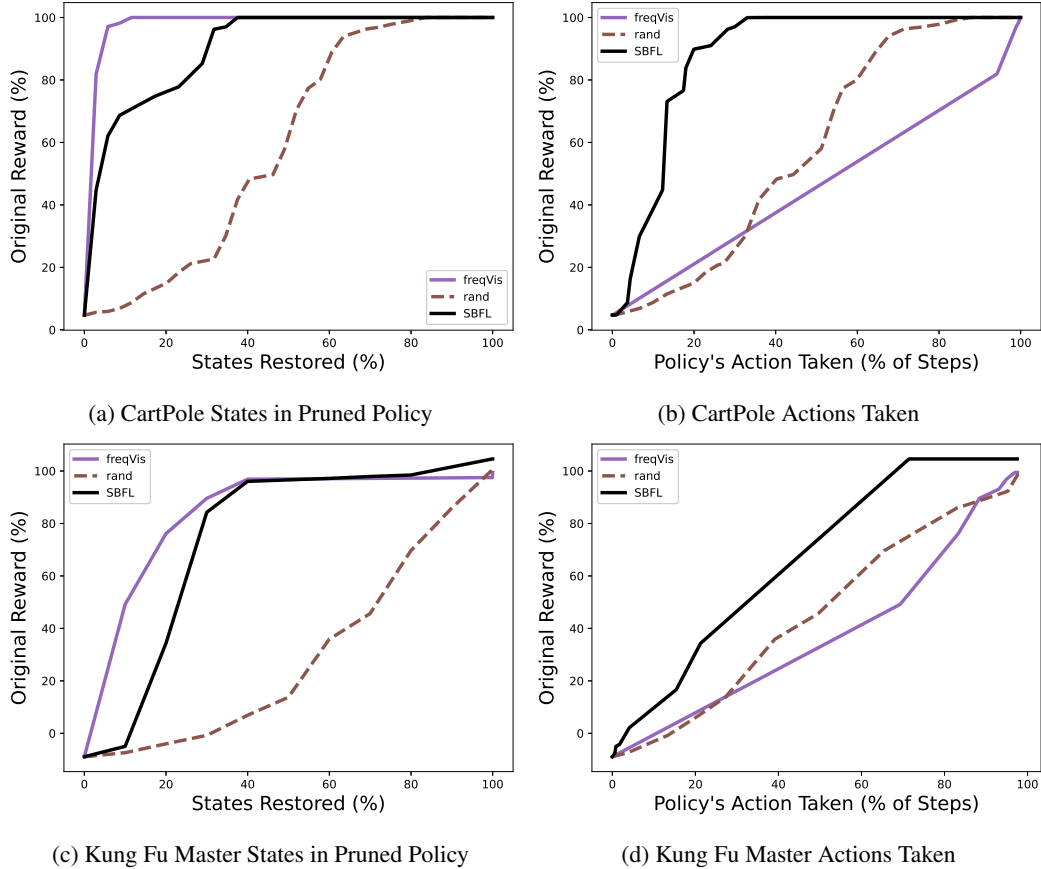 100
80
60
40
20
0
Original Reward (%)
freqVis
rand
SBFL
0 20 40 60 80 100
States Restored (%)
(a) CartPole States in Pruned Policy
100
80
60
40
20
0
Original Reward (%)
freqVis
rand
SBFL
0 20 40 60 80 100
Policy's Action Taken (% of Steps)
(b) CartPole Actions Taken
100
80
60
40
20
0
Original Reward (%)
freqVis
rand
SBFL
0 20 40 60 80 100
States Restored (%)
(c) Kung Fu Master States in Pruned Policy
100
80
60
40
20
0
Original Reward (%)
freqVis
rand
SBFL
0 20 40 60 80 100
Policy's Action Taken (% of Steps)
(d) Kung Fu Master Actions Taken